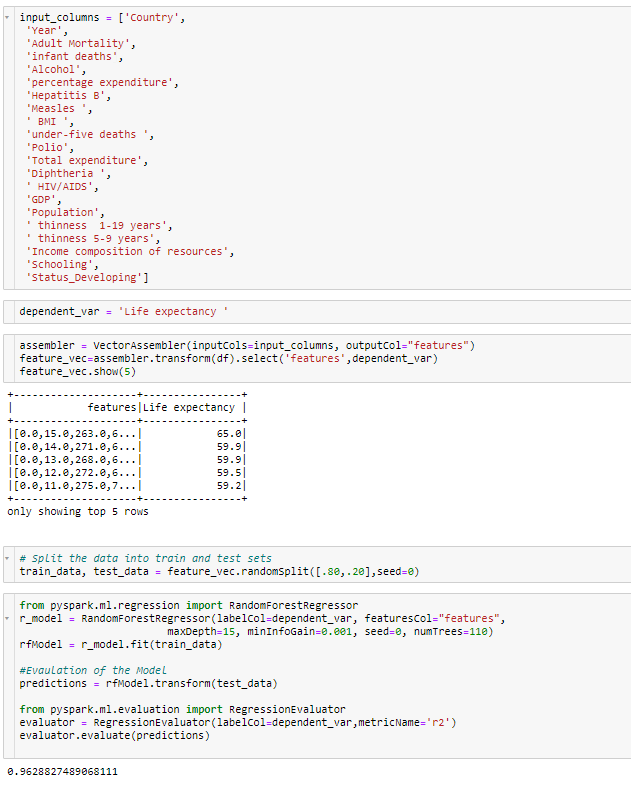 input_columns = ['Country',
'Year',
'Adult Mortality',
'infant deaths',
'Alcohol',
'percentage expenditure',
'Hepatitis B',
'Measles ',
' BMI ',
'under-five deaths ',
'Polio',
'Total expenditure',
'Diphtheria ',
' HIV/AIDS',
'GDP',
'Population',
' thinness  1-19 years',
' thinness 5-9 years',
'Income composition of resources',
'Schooling',
'Status_Developing']
dependent_var = 'Life expectancy '
assembler = VectorAssembler(inputCols=input_columns, outputCol="features")
feature_vec=assembler.transform(df).select('features',dependent_var)
feature_vec.show(5)
+--------------------+----------------+
|            features|Life expectancy |
+--------------------+----------------+
|[0.0,15.0,263.0,6...|            65.0|
|[0.0,14.0,271.0,6...|            59.9|
|[0.0,13.0,268.0,6...|            59.9|
|[0.0,12.0,272.0,6...|            59.5|
|[0.0,11.0,275.0,7...|            59.2|
+--------------------+----------------+
only showing top 5 rows
# Split the data into train and test sets
train_data, test_data = feature_vec.randomSplit([.80,.20],seed=0)
from pyspark.ml.regression import RandomForestRegressor
r_model = RandomForestRegressor(labelCol=dependent_var, featuresCol="features",
maxDepth=15, minInfoGain=0.001, seed=0, numTrees=110)
rfModel = r_model.fit(train_data)
#Evaulation of the Model
predictions = rfModel.transform(test_data)
from pyspark.ml.evaluation import RegressionEvaluator
evaluator = RegressionEvaluator(labelCol=dependent_var,metricName='r2')
evaluator.evaluate(predictions)
0.9628827489068111